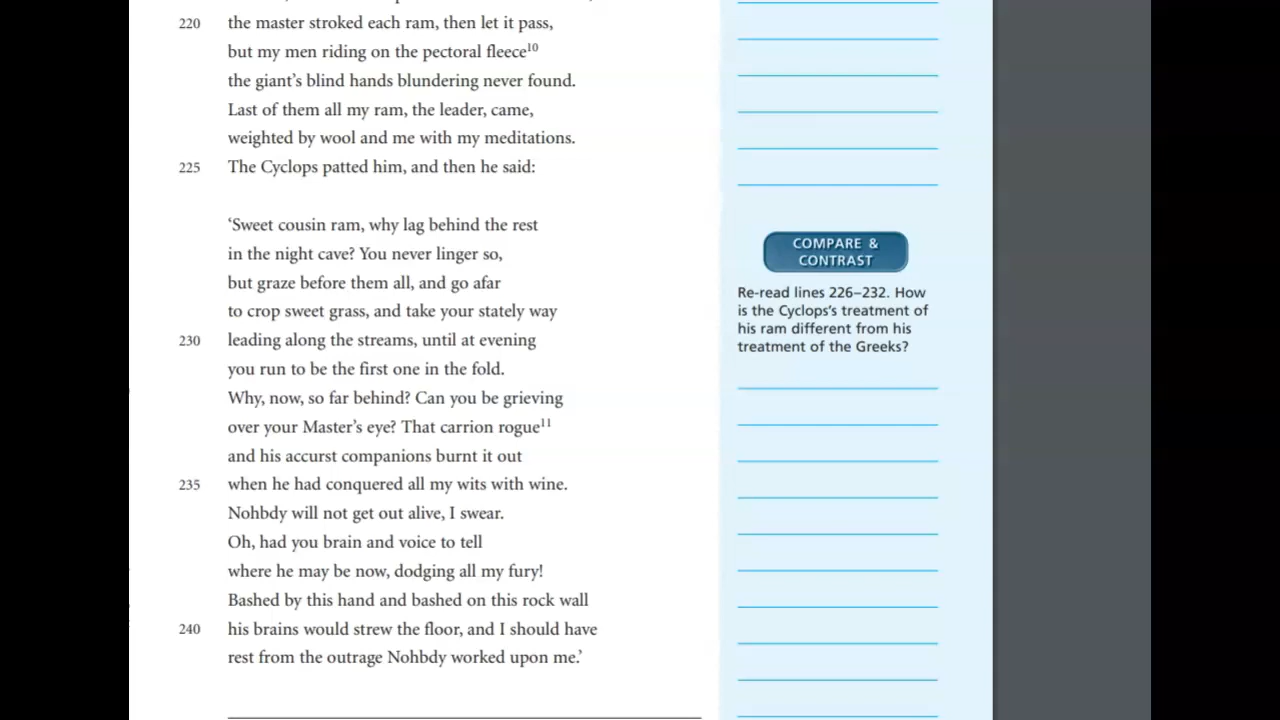 220 the master stroked each ram, then let it pass,
but my men riding on the pectoral fleece10
the giant’s blind hands blundering never found.
Last of them all my ram, the leader, came,
weighted by wool and me with my meditations.
225 The Cyclops patted him, and then he said:
‘Sweet cousin ram, why lag behind the rest
in the night cave? You never linger so,
but graze before them all, and go afar
to crop sweet grass, and take your stately way
230 leading along the streams, until at evening
you run to be the first one in the fold.
Why, now, so far behind? Can you be grieving
over your Master’s eye? That carrion rogue11
and his accurst companions burnt it out
235 when he had conquered all my wits with wine.
Nohbdy will not get out alive, I swear.
Oh, had you brain and voice to tell
where he may be now, dodging all my fury!
Bashed by this hand and bashed on this rock wall
240 his brains would strew the floor, and I should have
rest from the outrage Nohbdy worked upon me.’
COMPARE &
CONTRAST
Re-read lines 226–232. How
is the Cyclops’s treatment of
his ram different from his
treatment of the Greeks?